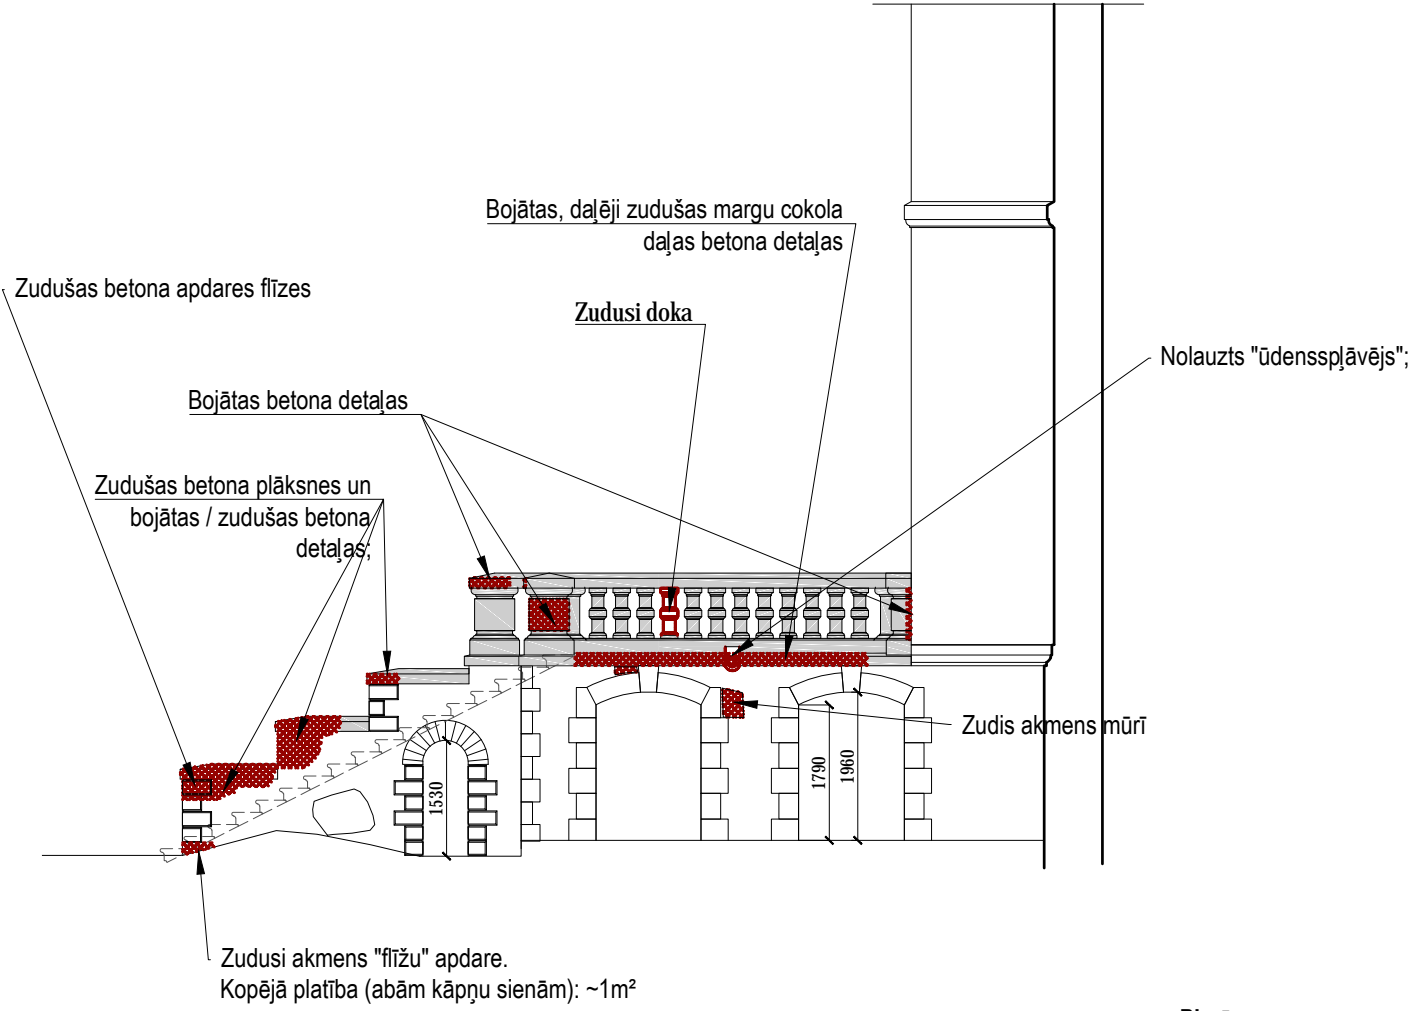 Bojātas, daļēji zudušas margu cokola
daļas betona detaļas
Zudušas betona apdares flīzes
Zudusi doka
Nolauzts "ūdensspļāvējs";
Bojātas betona detaļas
Zudušas betona plāksnes un
bojātas / zudušas betona
detaļas;
Zudis akmens mūrī
1530
1790
1960
Zudusi akmens "flīžu" apdare.
Kopējā platība (abām kāpņu sienām): ~1m²